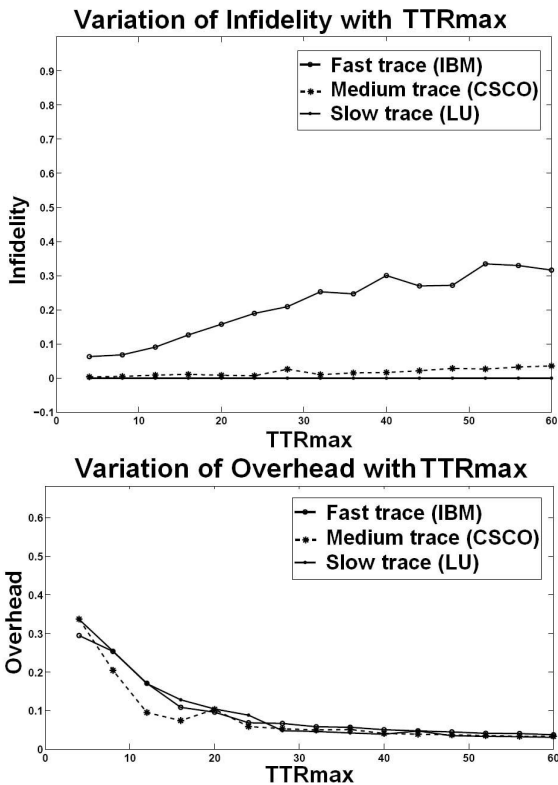 Variation of Infidelity with TTRmax
Fast trace (IBM)
Medium trace (CSCO)
Slow trace (LU)
0.9
0.8
0.7
0.6
0.5
0.4
0.3
0.2
0.1
0
−0.1
Infidelity
0 10 20 30 40 50 60
TTRmax
Variation of Overhead with TTRmax
Fast trace (IBM)
Medium trace (CSCO)
Slow trace (LU)
0.6
0.5
0.4
0.3
0.2
0.1
0
Overhead
0 10 20 30 40 50 60
TTRmax